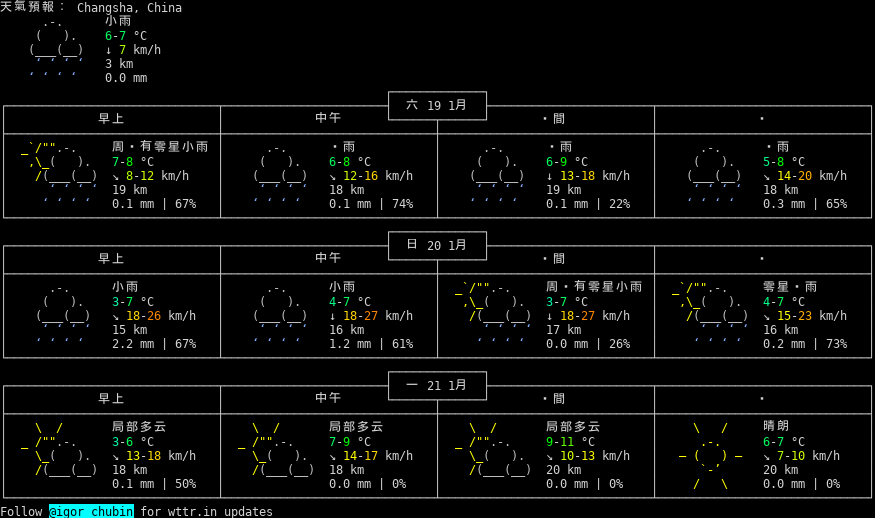 天氣預報： Changsha, China
小雨
6-7 °C
↓ 7 km/h
3 km
0.0 mm
六 19 1月
早上 中午 ・間 ・
周・有零星小雨 ・雨 ・雨 ・雨
7-8 °C 6-8 °C 6-9 °C 5-8 °C
↘ 8-12 km/h ↘ 12-16 km/h ↓ 13-18 km/h ↘ 14-20 km/h
19 km 18 km 19 km 18 km
0.1 mm | 67% 0.1 mm | 74% 0.1 mm | 22% 0.3 mm | 65%
日 20 1月
早上 中午 ・間 ・
小雨 小雨 周・有零星小雨 零星・雨
3-7 °C 4-7 °C 3-7 °C 4-7 °C
↘ 18-26 km/h ↓ 18-27 km/h ↓ 18-27 km/h ↘ 15-23 km/h
15 km 16 km 17 km 16 km
2.2 mm | 67% 1.2 mm | 61% 0.0 mm | 26% 0.2 mm | 73%
一 21 1月
早上 中午 ・間 ・
局部多云 局部多云 局部多云 晴朗
3-6 °C 7-9 °C 9-11 °C 6-7 °C
↘ 13-18 km/h ↘ 14-17 km/h ↘ 10-13 km/h ↘ 7-10 km/h
18 km 18 km 20 km 20 km
0.1 mm | 50% 0.0 mm | 0% 0.0 mm | 0% 0.0 mm | 0%
Follow @igor_chubin for wttr.in updates